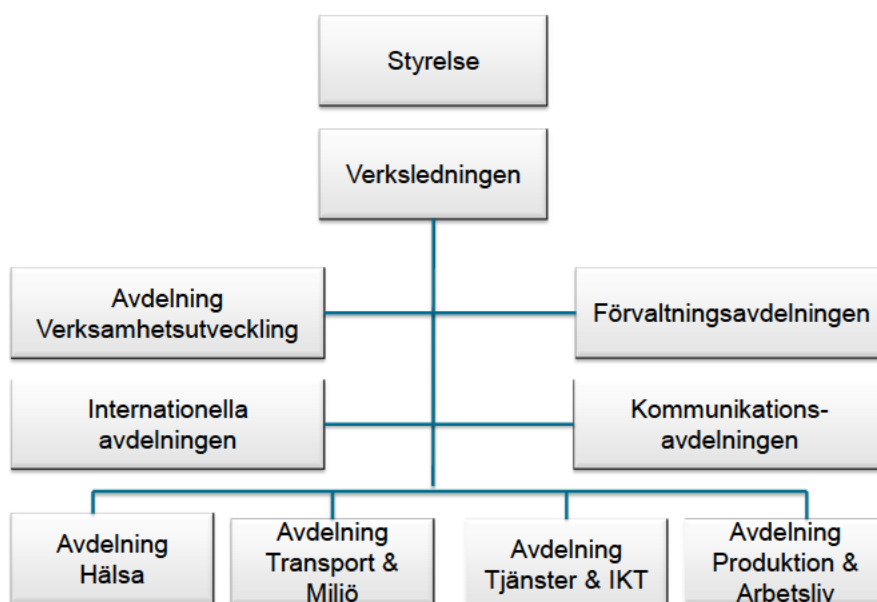 Styrelse
Verksledningen
Avdelning
Verksamhetsutveckling
Förvaltningsavdelningen
Internationella
avdelningen
Kommunikations-
avdelningen
Avdelning
Hälsa
Avdelning
Transport &
Miljö
Avdelning
Tjänster & IKT
Avdelning
Produktion &
Arbetsliv